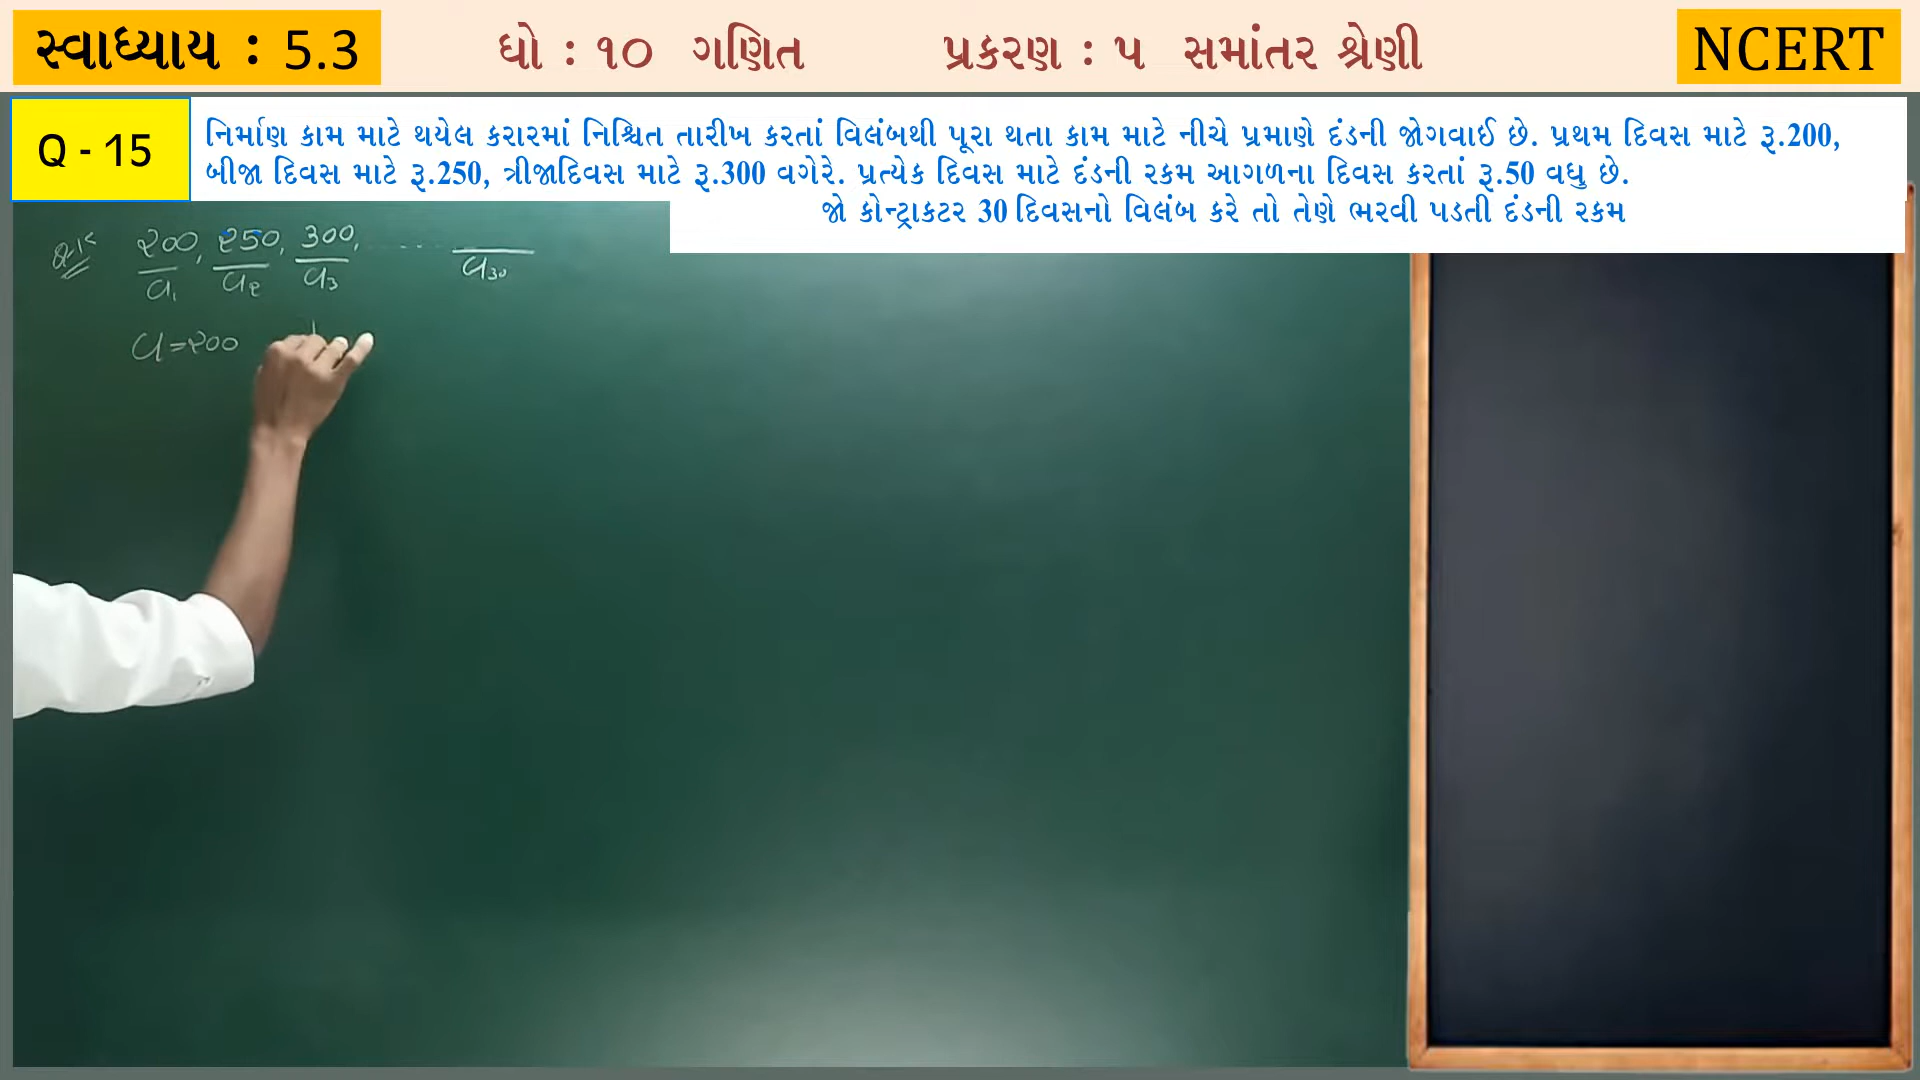 સ્વાધ્યાય : 5.3
ધો : ૧૦ ગણિત
પ્રકરણ : ૫ સમાંતર શ્રેણી
NCERT
Q - 15
નિર્માણ કામ માટે થયેલ કરારમાં નિશ્ચિત તારીખ કરતાં વિલંબથી પૂરા થતા કામ માટે નીચે પ્રમાણે દંડની જોગવાઈ છે. પ્રથમ દિવસ માટે રૂ.200,
બીજા દિવસ માટે રૂ.250, ત્રીજાદિવસ માટે રૂ.300 વગેરે. પ્રત્યેક દિવસ માટે દંડની રકમ આગળના દિવસ કરતાં રૂ.50 વધુ છે.
જો કોન્ટ્રાકટર 30 દિવસનો વિલંબ કરે તો તેણે ભરવી પડતી દંડની રકમ
૨૦૦, ૨૫૦, ૩૦૦, ....
a₁ a₂ a₃ a₃₀
a=૨૦૦